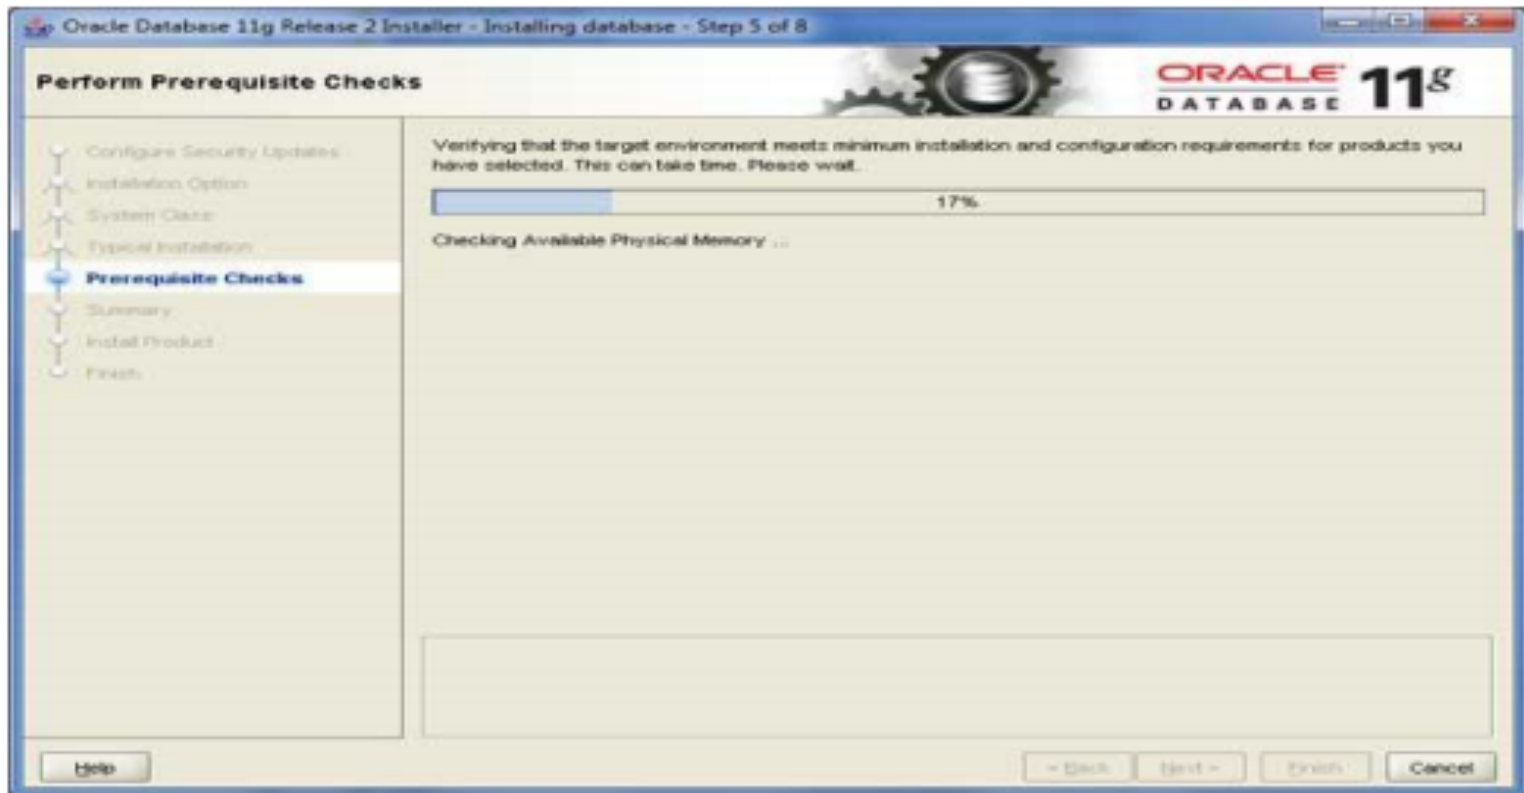 Oracle Database 11g Release 2 Installer - Installing database - Step 5 of 8
Perform Prerequisite Checks
ORACLE
DATABASE
11g
Configure Security Updates
Installation Option
System Class
Typical Installation
Prerequisite Checks
Summary
Install Product
Finish
Verifying that the target environment meets minimum installation and configuration requirements for products you
have selected. This can take time. Please wait.
17%
Checking Available Physical Memory ...
Help
< Back
Next >
Finish
Cancel